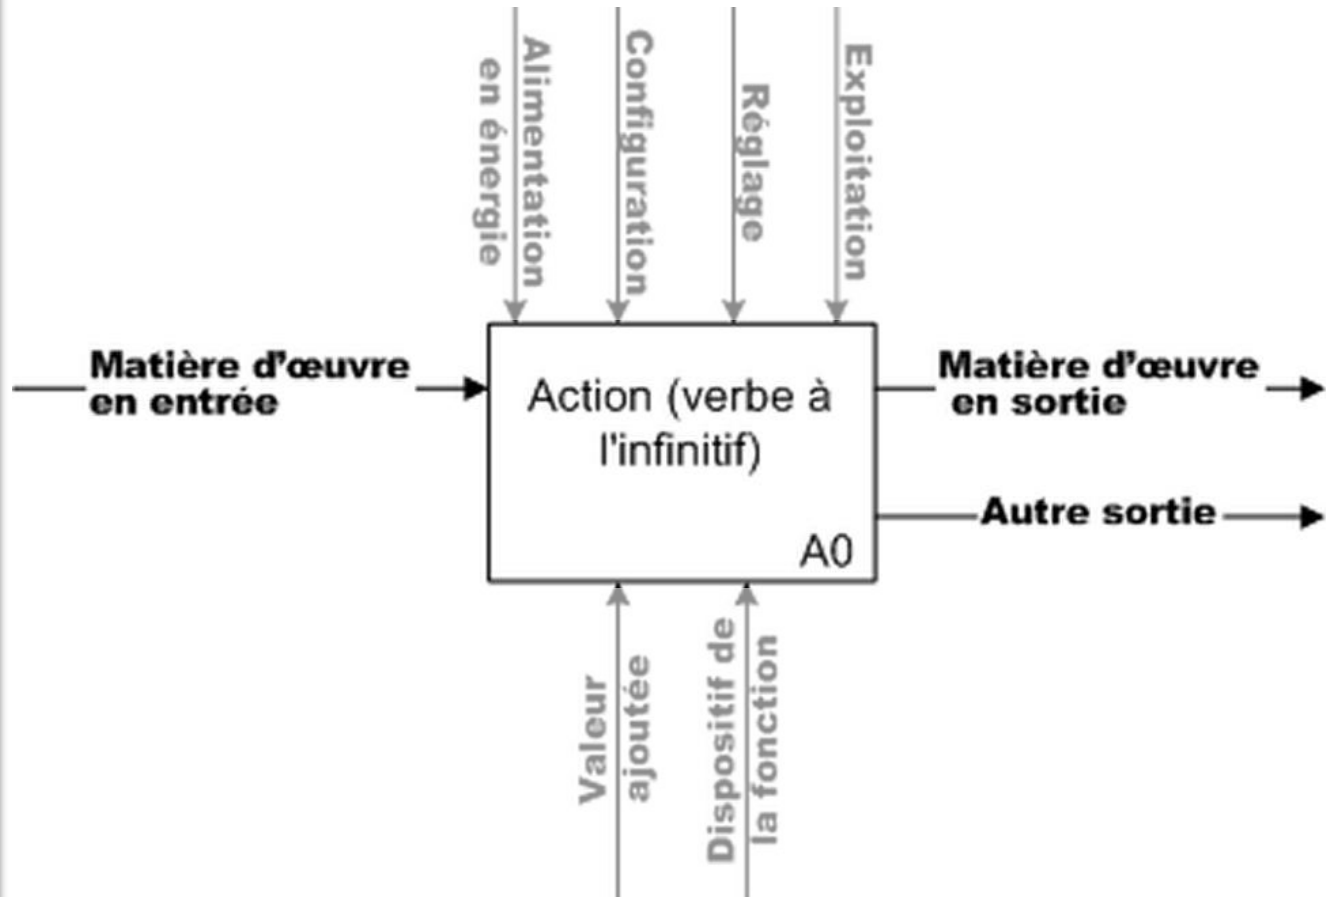 Alimentation
en énergie
Configuration
Réglage
Exploitation
Matière d'œuvre
en entrée
Action (verbe à
l'infinitif)
A0
Matière d'œuvre
en sortie
Autre sortie
Valeur
ajoutée
Dispositif de
la fonction